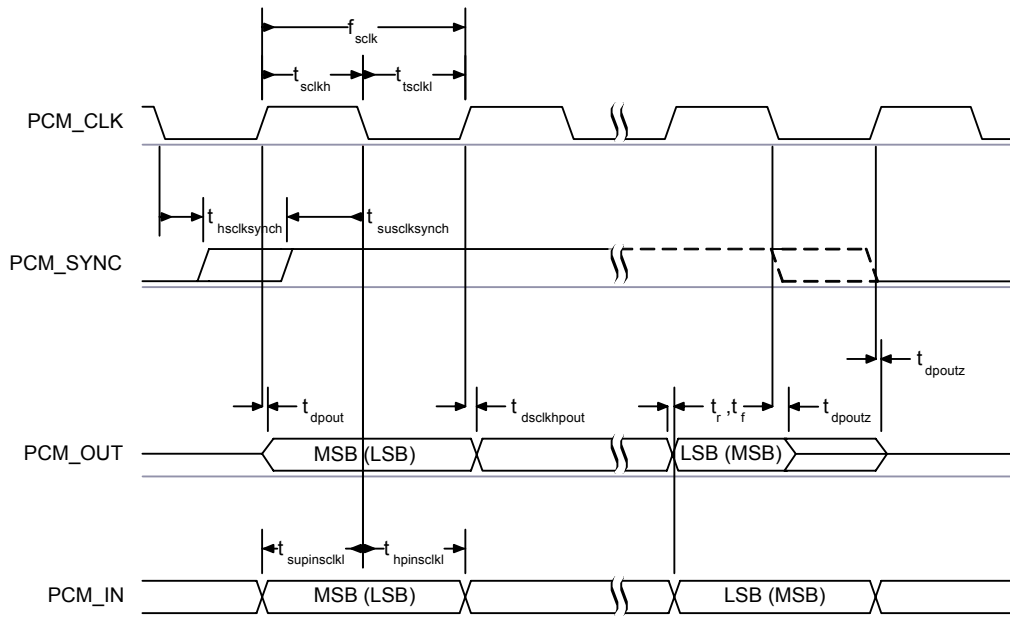 f sclk
t sclkh
t tsclkl
PCM_CLK
t hsclksynch
t susclksynch
PCM_SYNC
t dpoutz
t dpout
t dsclkhpout
t r ,t f
t dpoutz
PCM_OUT
MSB (LSB)
LSB (MSB)
t supinsclkl
t hpinsclkl
PCM_IN
MSB (LSB)
LSB (MSB)